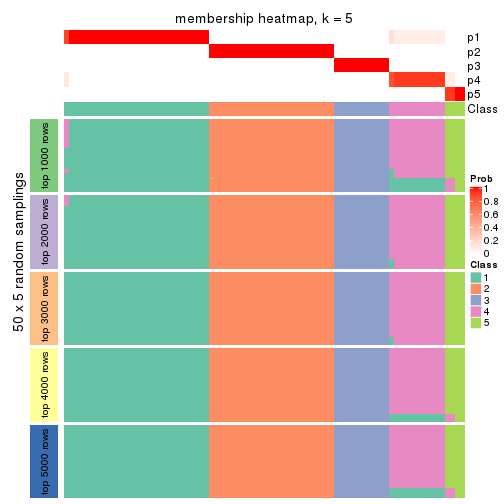 membership heatmap, k = 5
p1
p2
p3
p4
p5
Class
50 x 5 random samplings
top 1000 rows
top 2000 rows
top 3000 rows
top 4000 rows
top 5000 rows
Prob
1
0.8
0.6
0.4
0.2
0
Class
1
2
3
4
5